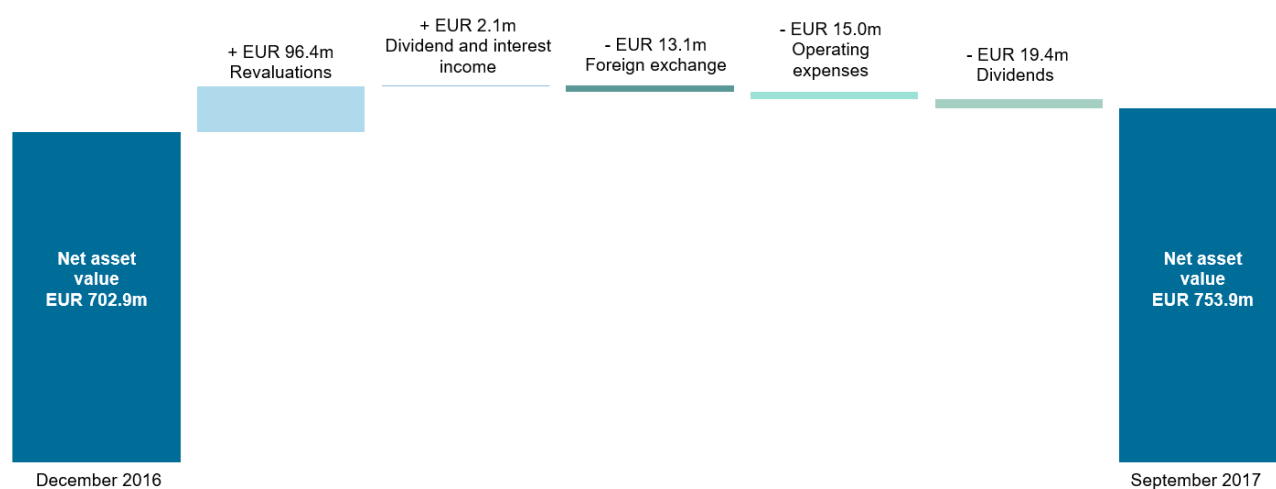 + EUR 96.4m
Revaluations
+ EUR 2.1m
Dividend and interest
income
- EUR 13.1m
Foreign exchange
- EUR 15.0m
Operating
expenses
- EUR 19.4m
Dividends
Net asset
value
EUR 702.9m
Net asset
value
EUR 753.9m
December 2016
September 2017